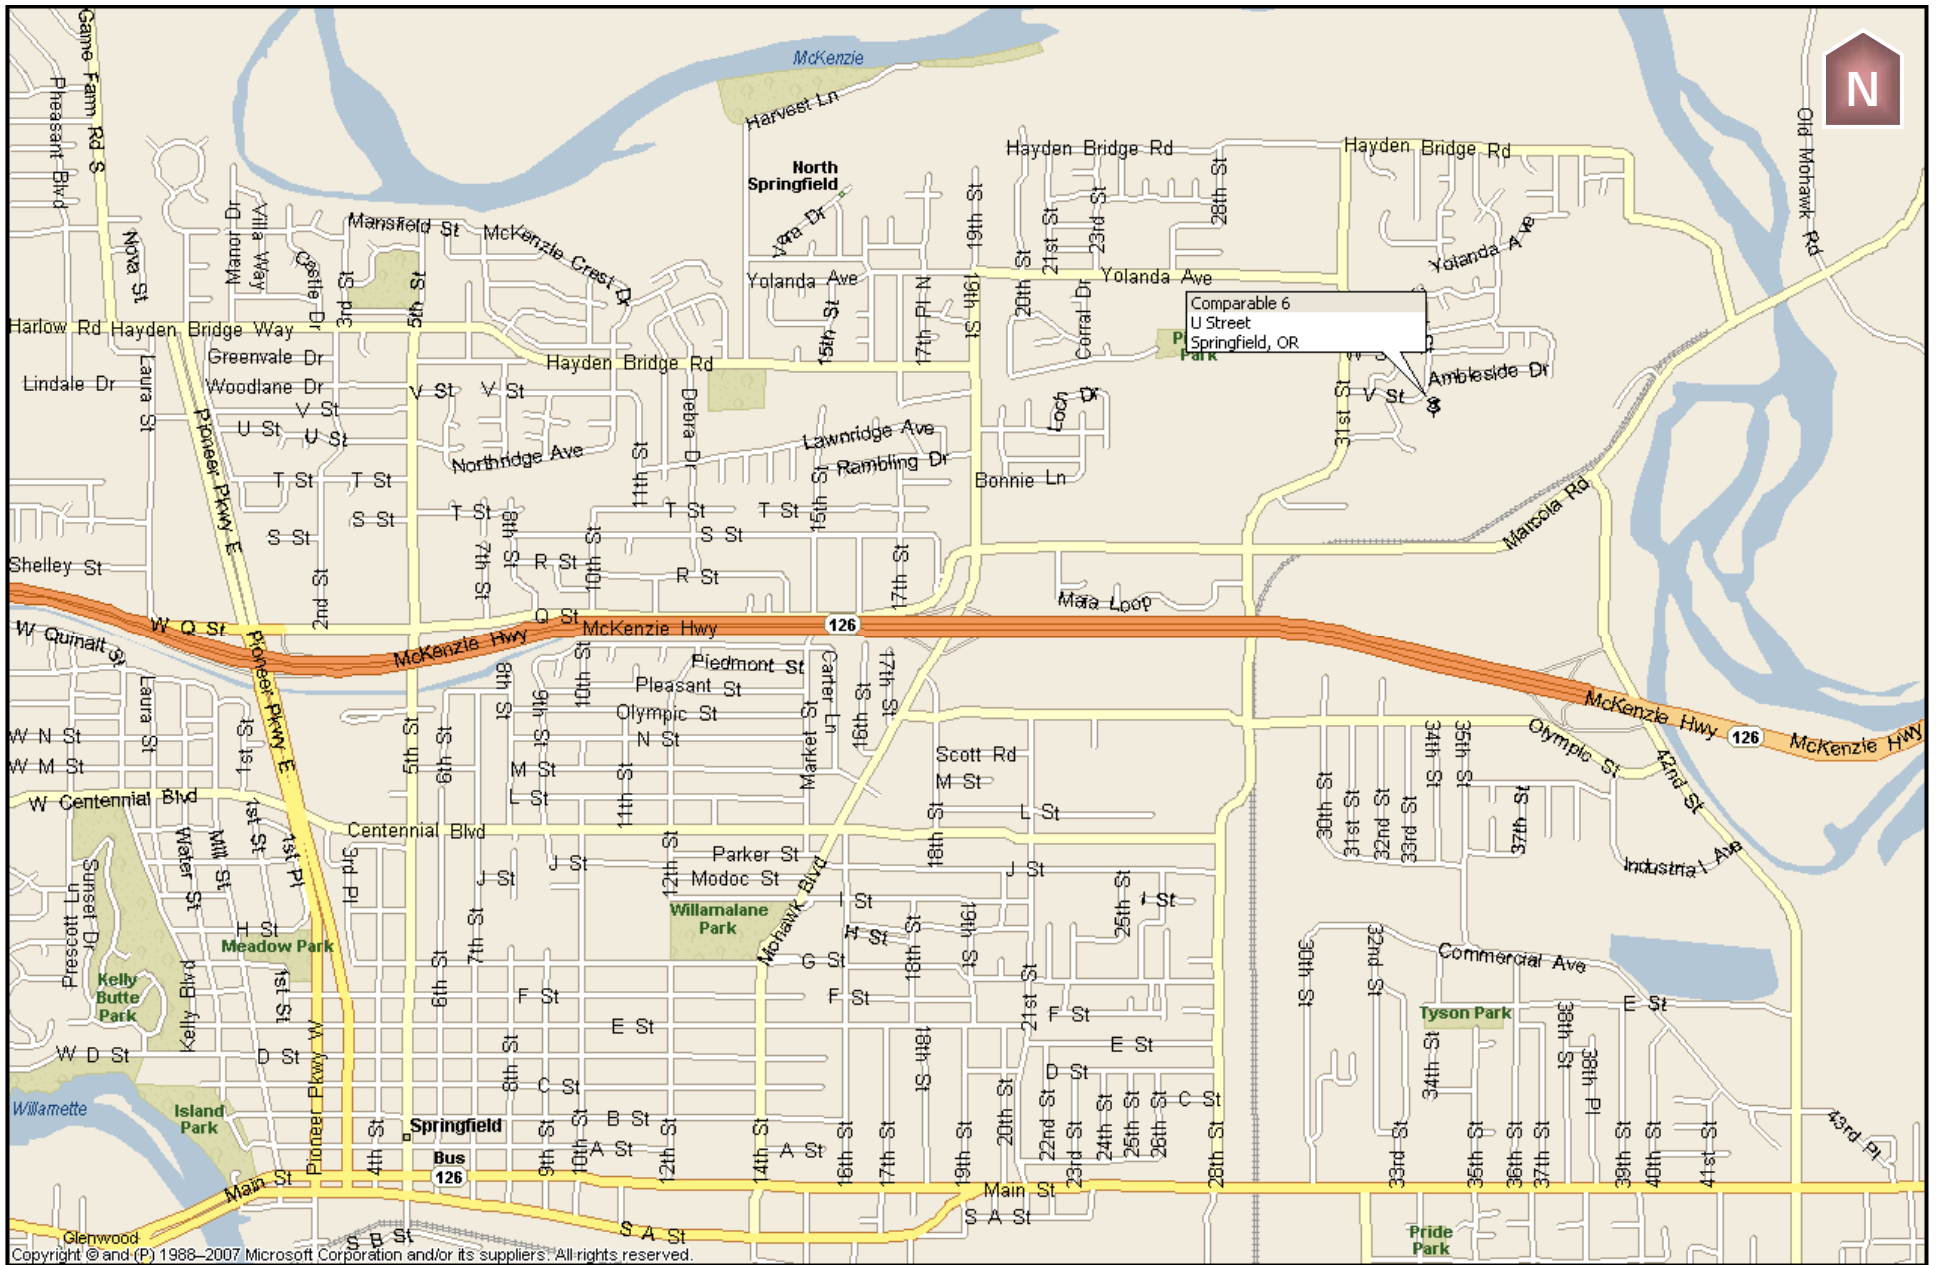 McKenzie
N
Game Farm Rd S
Pheasant Blvd
Harvest Ln
Old Mohawk Rd
Hayden Bridge Rd
Hayden Bridge Rd
North
Springfield
Vera Dr
19th St
28th St
23rd St
21st St
20th St
Manor Dr
Villa Way
Castle Dr
Nova St
Mansfield St
McKenzie Crest Dr
3rd St
5th St
Yolanda Ave
Yolanda Ave
Yolanda Ave
15th St
17th Pl N
19th St
Corral Dr
Comparable 6
U Street
Springfield, OR
Park
Harlow Rd
Hayden Bridge Way
Greenvale Dr
Hayden Bridge Rd
Lindale Dr
Laura St
Woodlane Dr
V St
V St
V St
U St
U St
Debra Dr
Loch Dr
31st St
V St
Ambleside Dr
Pioneer Pkwy E
Northridge Ave
11th St
Lawnridge Ave
Rambling Dr
Bonnie Ln
T St
T St
T St
T St
T St
15th St
S St
S St
S St
8th St
7th St
10th St
R St
R St
17th St
Marcola Rd
Shelley St
2nd St
Maia Loop
W Q St
Q St
McKenzie Hwy
McKenzie Hwy
126
W Quinalt St
Pioneer Pkwy E
8th St
9th St
10th St
Piedmont St
Pleasant St
Olympic St
N St
Carter Ln
Market St
16th St
17th St
Laura St
1st St
5th St
6th St
W N St
W M St
M St
L St
11th St
Scott Rd
M St
L St
McKenzie Hwy
126
McKenzie Hwy
Olympic St
42nd St
34th St
35th St
30th St
31st St
32nd St
33rd St
37th St
Industrial Ave
W Centennial Blvd
Centennial Blvd
1st St
1st Pl
Mill St
Water St
3rd Pl
J St
J St
12th St
Parker St
Modoc St
Mohawk Blvd
18th St
J St
I St
I St
25th St
Sunset Dr
Prescott Ln
H St
Meadow Park
7th St
Willamalane
Park
H St
G St
18th St
19th St
Kelly
Butte
Park
Kelly Blvd
1st St
6th St
F St
F St
21st St
F St
30th St
32nd St
Commercial Ave
Tyson Park
E St
E St
E St
38th St
38th Pl
W D St
D St
Pioneer Pkwy W
8th St
C St
18th St
D St
C St
34th St
Willamette
Island
Park
4th St
Springfield
B St
A St
A St
9th St
10th St
12th St
14th St
16th St
17th St
19th St
20th St
22nd St
23rd St
24th St
25th St
26th St
28th St
33rd St
35th St
36th St
37th St
39th St
40th St
41st St
43rd Pl
Bus
126
Main St
Main St
S A St
S A St
S B St
Glenwood
Pride
Park
Copyright © and (P) 1988–2007 Microsoft Corporation and/or its suppliers. All rights reserved.